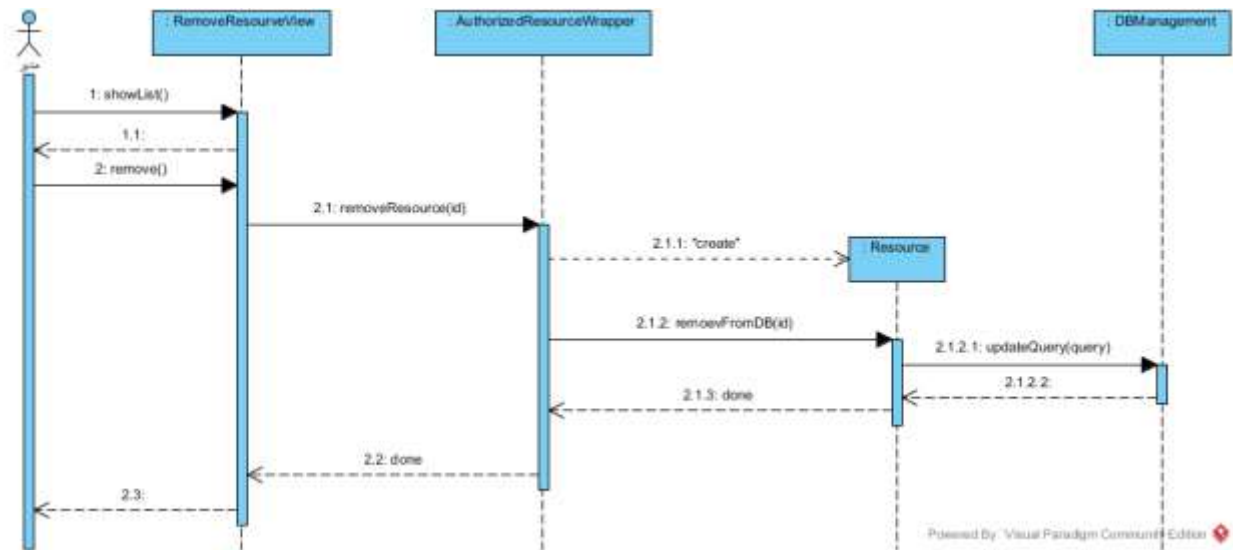 : RemoveResourveView
: AuthorizedResourceWrapper
: DBManagement
1: showList()
1.1:
2: remove()
2.1: removeResource(id)
2.1.1: "create"
: Resource
2.1.2: remoevFromDB(id)
2.1.2.1: updateQuery(query)
2.1.2.2:
2.1.3: done
2.2: done
2.3:
Powered By Visual Paradigm Community Edition